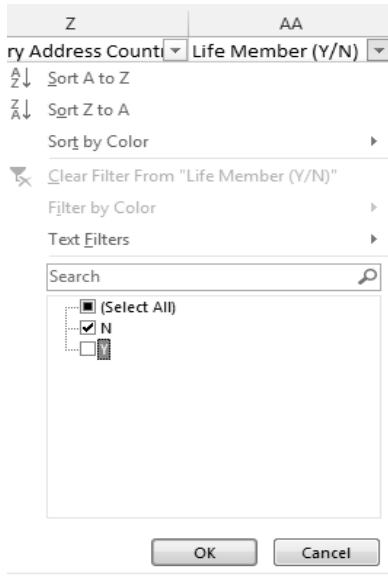 Z AA
ry Address Countr Life Member (Y/N)
Sort A to Z
Sort Z to A
Sort by Color
Clear Filter From "Life Member (Y/N)"
Filter by Color
Text Filters
Search
(Select All)
N
Y
OK Cancel